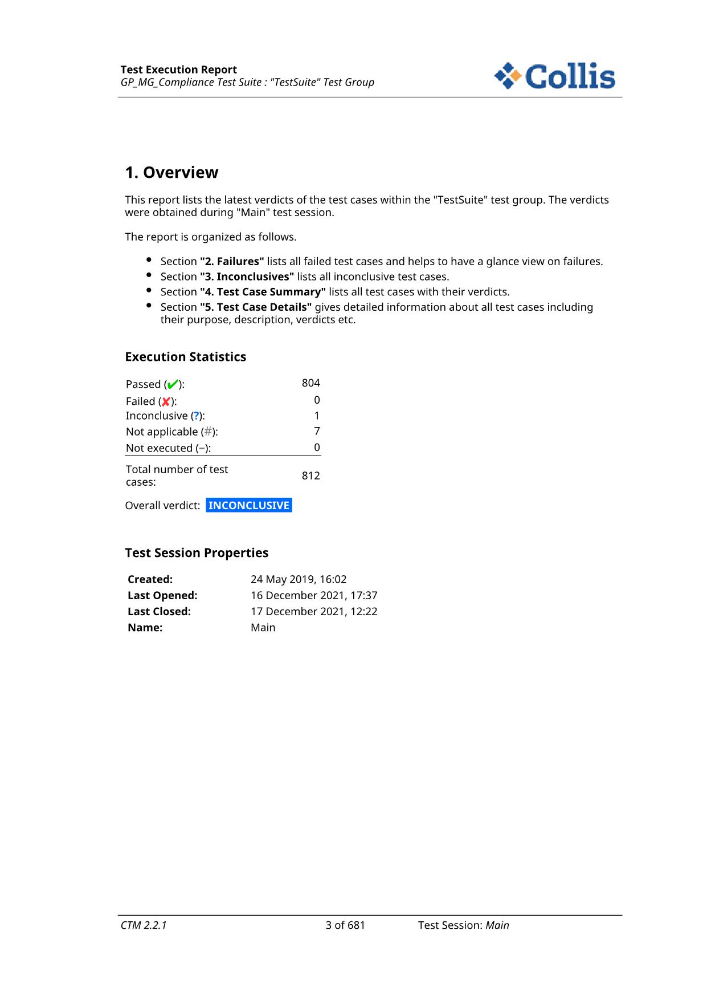 Test Execution Report
GP_MG_Compliance Test Suite : "TestSuite" Test Group
Collis
1. Overview
This report lists the latest verdicts of the test cases within the "TestSuite" test group. The verdicts
were obtained during "Main" test session.
The report is organized as follows.
• Section "2. Failures" lists all failed test cases and helps to have a glance view on failures.
• Section "3. Inconclusives" lists all inconclusive test cases.
• Section "4. Test Case Summary" lists all test cases with their verdicts.
• Section "5. Test Case Details" gives detailed information about all test cases including
their purpose, description, verdicts etc.
Execution Statistics
Passed (✔): 804
Failed (✘): 0
Inconclusive (?): 1
Not applicable (#): 7
Not executed (–): 0
Total number of test
cases: 812
Overall verdict: INCONCLUSIVE
Test Session Properties
Created: 24 May 2019, 16:02
Last Opened: 16 December 2021, 17:37
Last Closed: 17 December 2021, 12:22
Name: Main
CTM 2.2.1 3 of 681 Test Session: Main